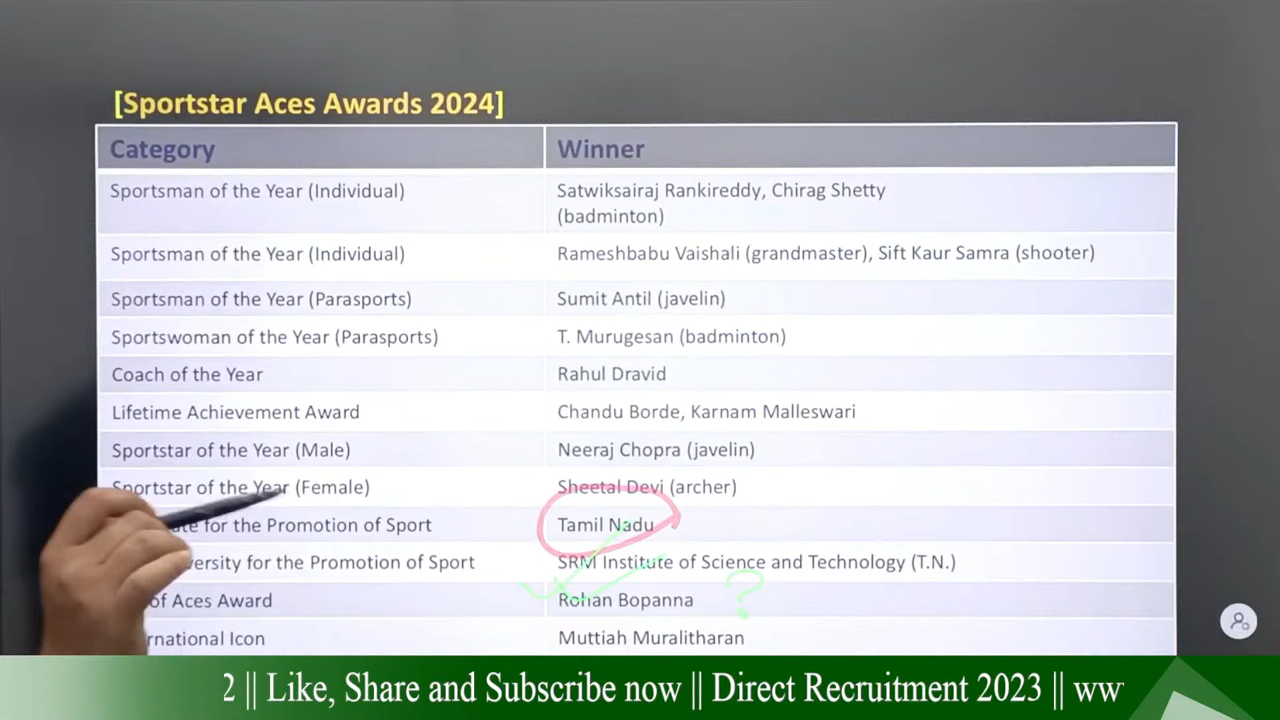 [Sportstar Aces Awards 2024]
Category Winner
Sportsman of the Year (Individual) Satwiksairaj Rankireddy, Chirag Shetty
(badminton)
Sportsman of the Year (Individual) Rameshbabu Vaishali (grandmaster), Sift Kaur Samra (shooter)
Sportsman of the Year (Parasports) Sumit Antil (javelin)
Sportswoman of the Year (Parasports) T. Murugesan (badminton)
Coach of the Year Rahul Dravid
Lifetime Achievement Award Chandu Borde, Karnam Malleswari
Sportstar of the Year (Male) Neeraj Chopra (javelin)
Sportstar of the Year (Female) Sheetal Devi (archer)
for the Promotion of Sport Tamil Nadu
for the Promotion of Sport SRM Institute of Science and Technology (T.N.)
?
of Aces Award Rohan Bopanna
Icon Muttiah Muralitharan
2 || Like, Share and Subscribe now || Direct Recruitment 2023 || ww